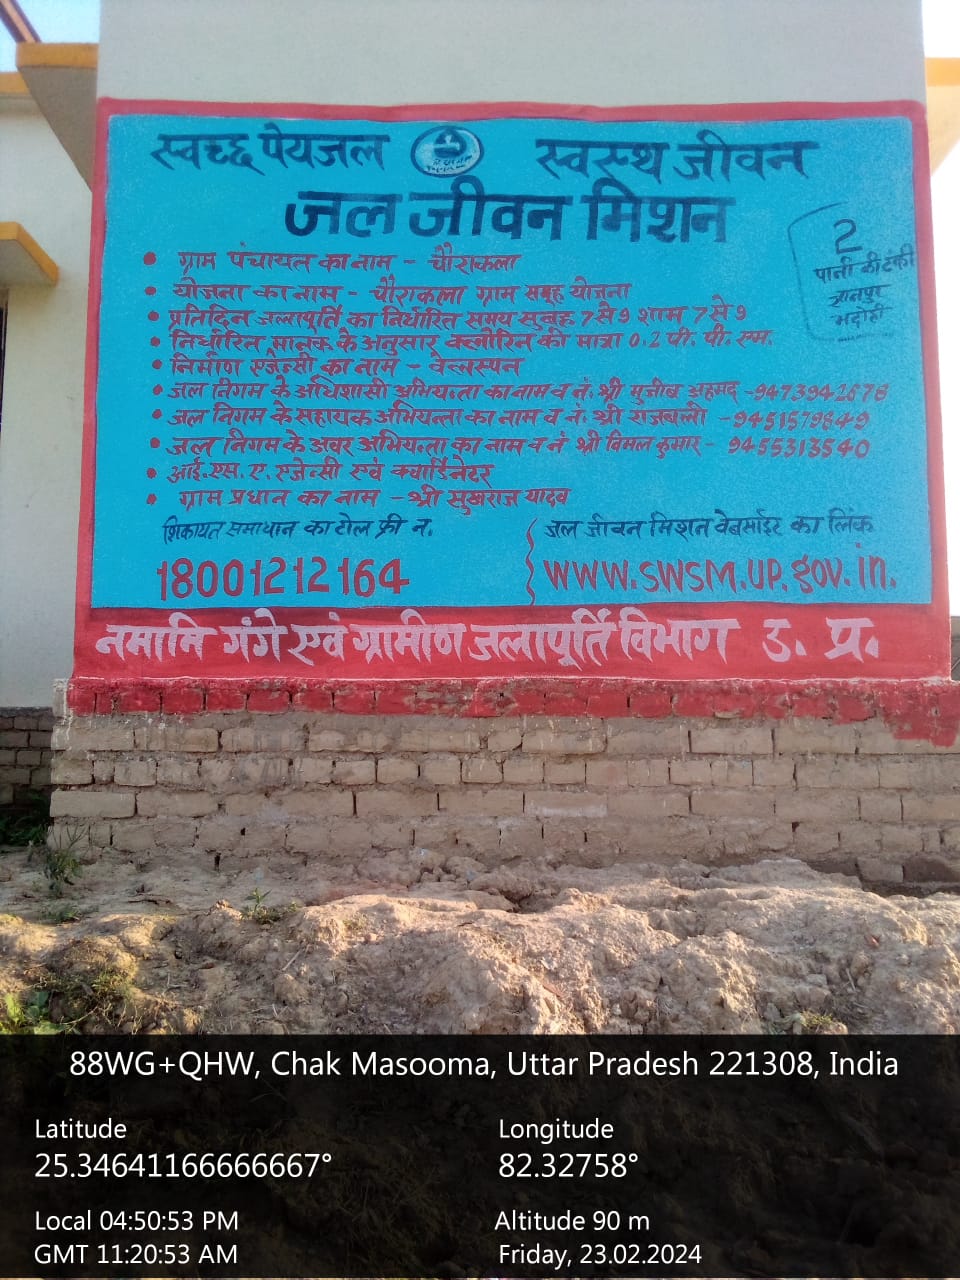 स्वच्छ पेयजल स्वस्थ जीवन
जल जीवन मिशन
• ग्राम पंचायत का नाम - चौराकला
• योजना का नाम - चौराकला ग्राम समूह योजना
• प्रतिदिन जलापूर्ति का निर्धारित समय सुबह 7 से 9 शाम 7 से 9
• निर्धारित मानक के अनुसार क्लोरिन की मात्रा 0.2 पी. पी. एम.
• निर्माण एजेन्सी का नाम - वेल्सपन
• जल निगम के अधिशासी अभियन्ता का नाम व नं. श्री मुजीब अहमद -9473942678
• जल निगम के सहायक अभियन्ता का नाम व नं. श्री राजबली -9451579849
• जल निगम के अवर अभियन्ता का नाम व नं श्री विमल कुमार - 9455313540
• आई.एस.ए. एजेन्सी एवं क्वार्डिनेटर
• ग्राम प्रधान का नाम - श्री सुखराज यादव
2
पानी की टंकी
भदोही
शिकायत समाधान का टोल फ्री न.
18001212164
जल जीवन मिशन वेबसाईट का लिंक
www.swsm.up.gov.in.
नमामि गंगे एवं ग्रामीण जलापूर्ति विभाग उ. प्र.
88WG+QHW, Chak Masooma, Uttar Pradesh 221308, India
Latitude
25.34641166666667°
Longitude
82.32758°
Local 04:50:53 PM
GMT 11:20:53 AM
Altitude 90 m
Friday, 23.02.2024